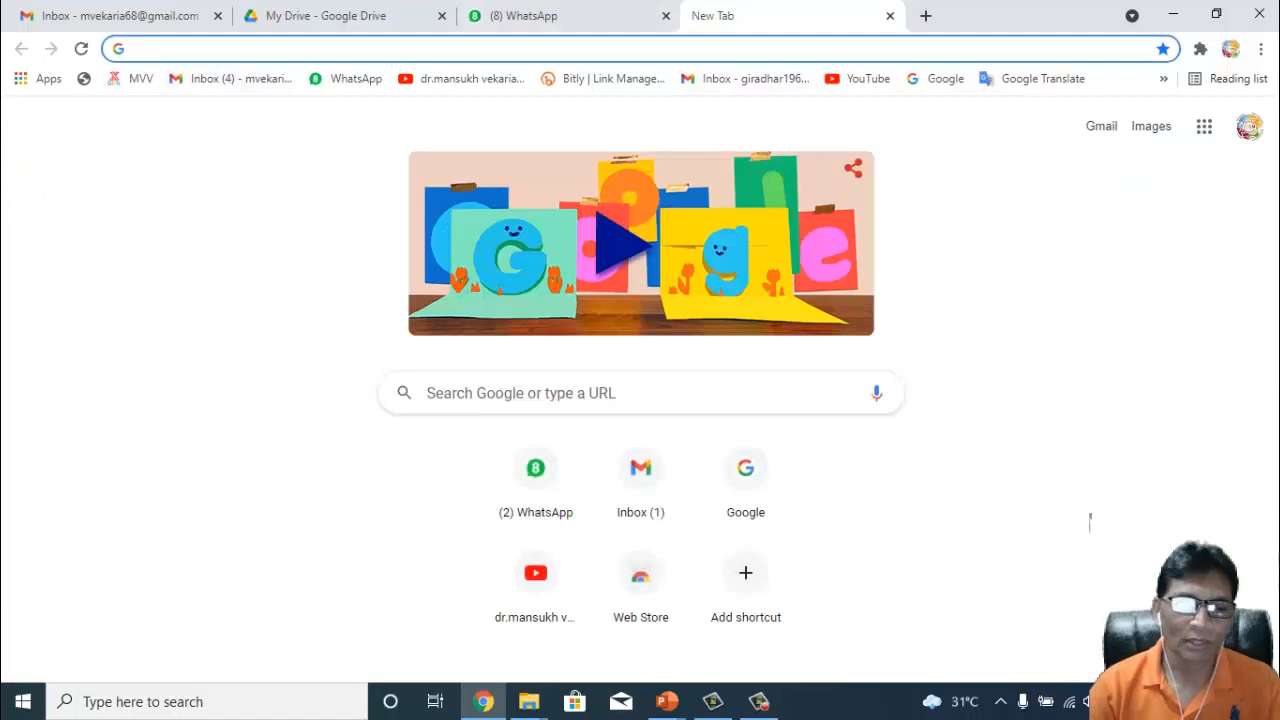 Inbox - mvekaria68@gmail.com
My Drive - Google Drive
(8) WhatsApp
New Tab
Apps
MVV
Inbox (4) - mvekari...
WhatsApp
dr.mansukh vekaria...
Bitly | Link Manage...
Inbox - giradhar196...
YouTube
Google
Google Translate
»
Reading list
Gmail
Images
Search Google or type a URL
(2) WhatsApp
Inbox (1)
Google
dr.mansukh v...
Web Store
Add shortcut
Type here to search
31°C